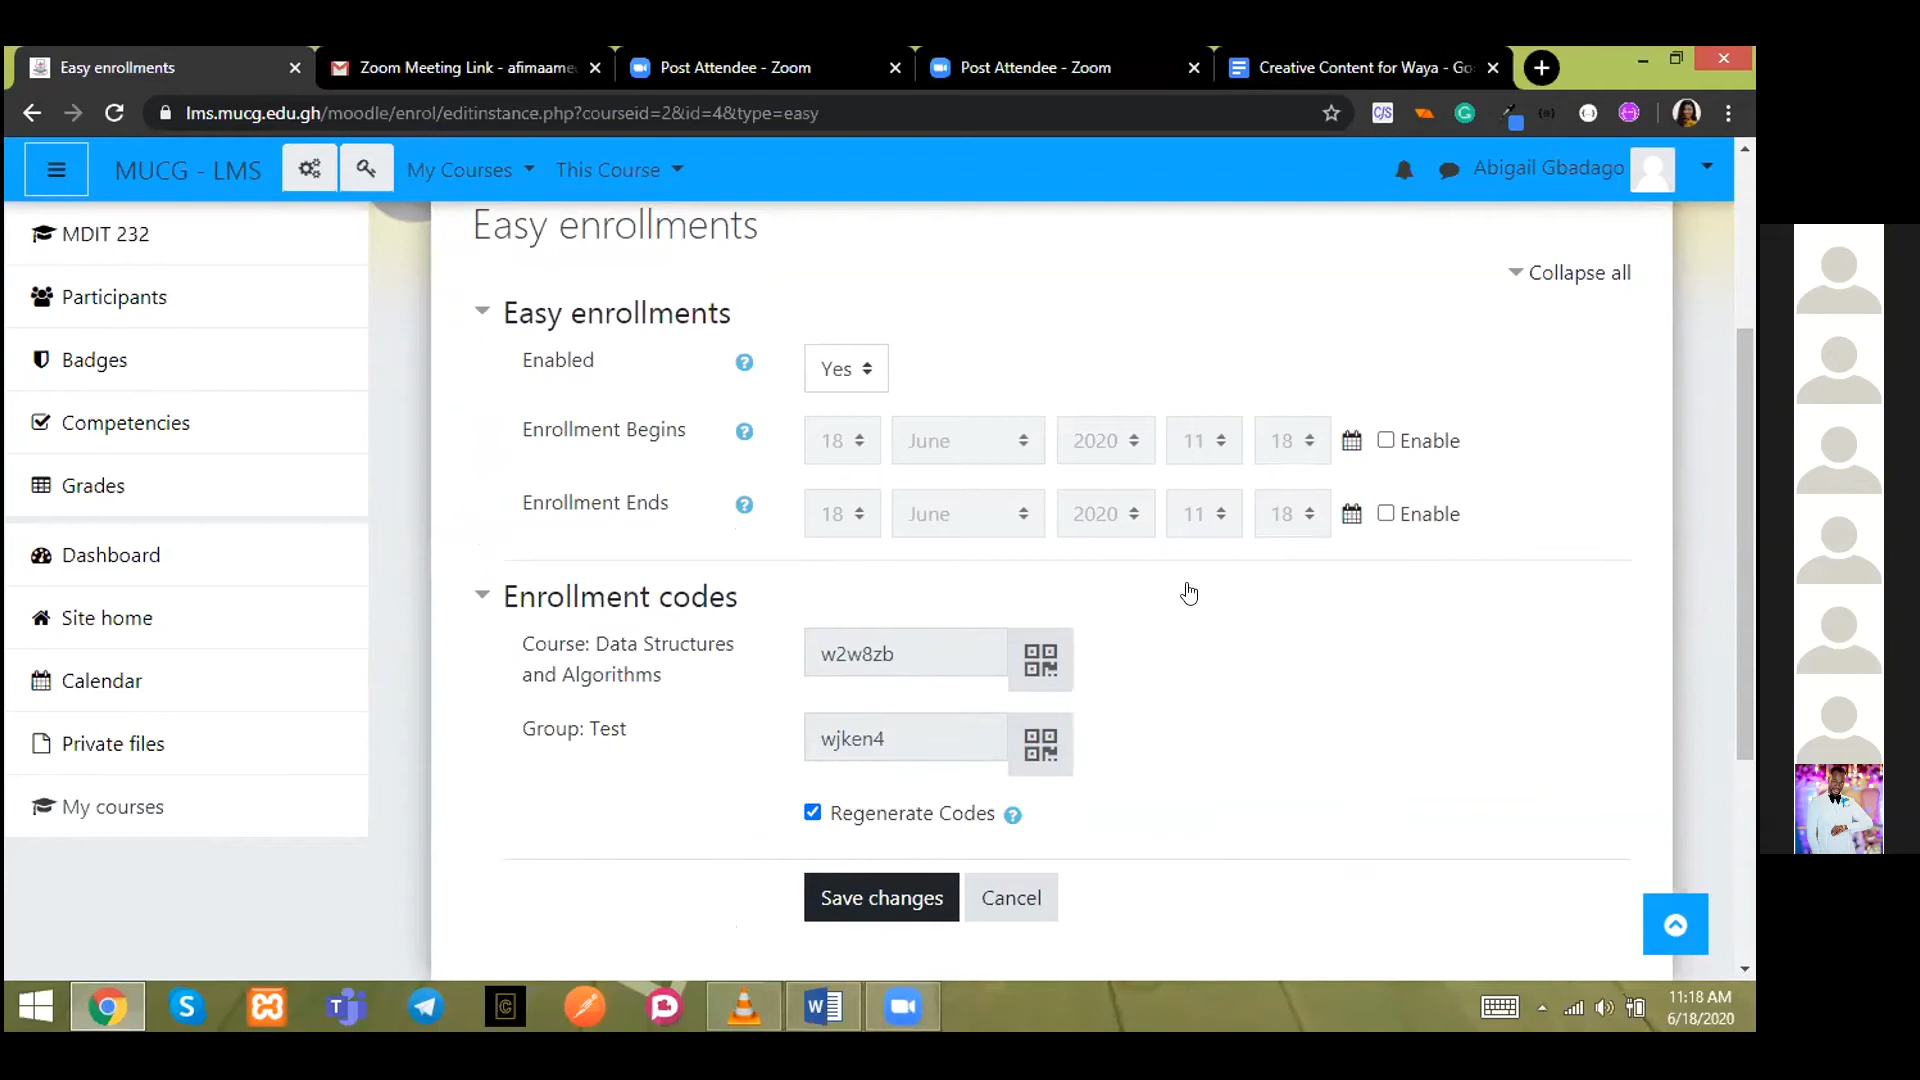 Easy enrollments
Zoom Meeting Link - afimaame
Post Attendee - Zoom
Post Attendee - Zoom
Creative Content for Waya - Go
lms.mucg.edu.gh/moodle/enrol/editinstance.php?courseid=2&id=4&type=easy
MUCG - LMS
My Courses
This Course
Abigail Gbadago
MDIT 232
Participants
Badges
Competencies
Grades
Dashboard
Site home
Calendar
Private files
My courses
Easy enrollments
Collapse all
Easy enrollments
Enabled
Yes
Enrollment Begins
18 June 2020 11 18 Enable
Enrollment Ends
18 June 2020 11 18 Enable
Enrollment codes
Course: Data Structures
and Algorithms
w2w8zb
Group: Test
wjken4
Regenerate Codes
Save changes
Cancel
11:18 AM
6/18/2020